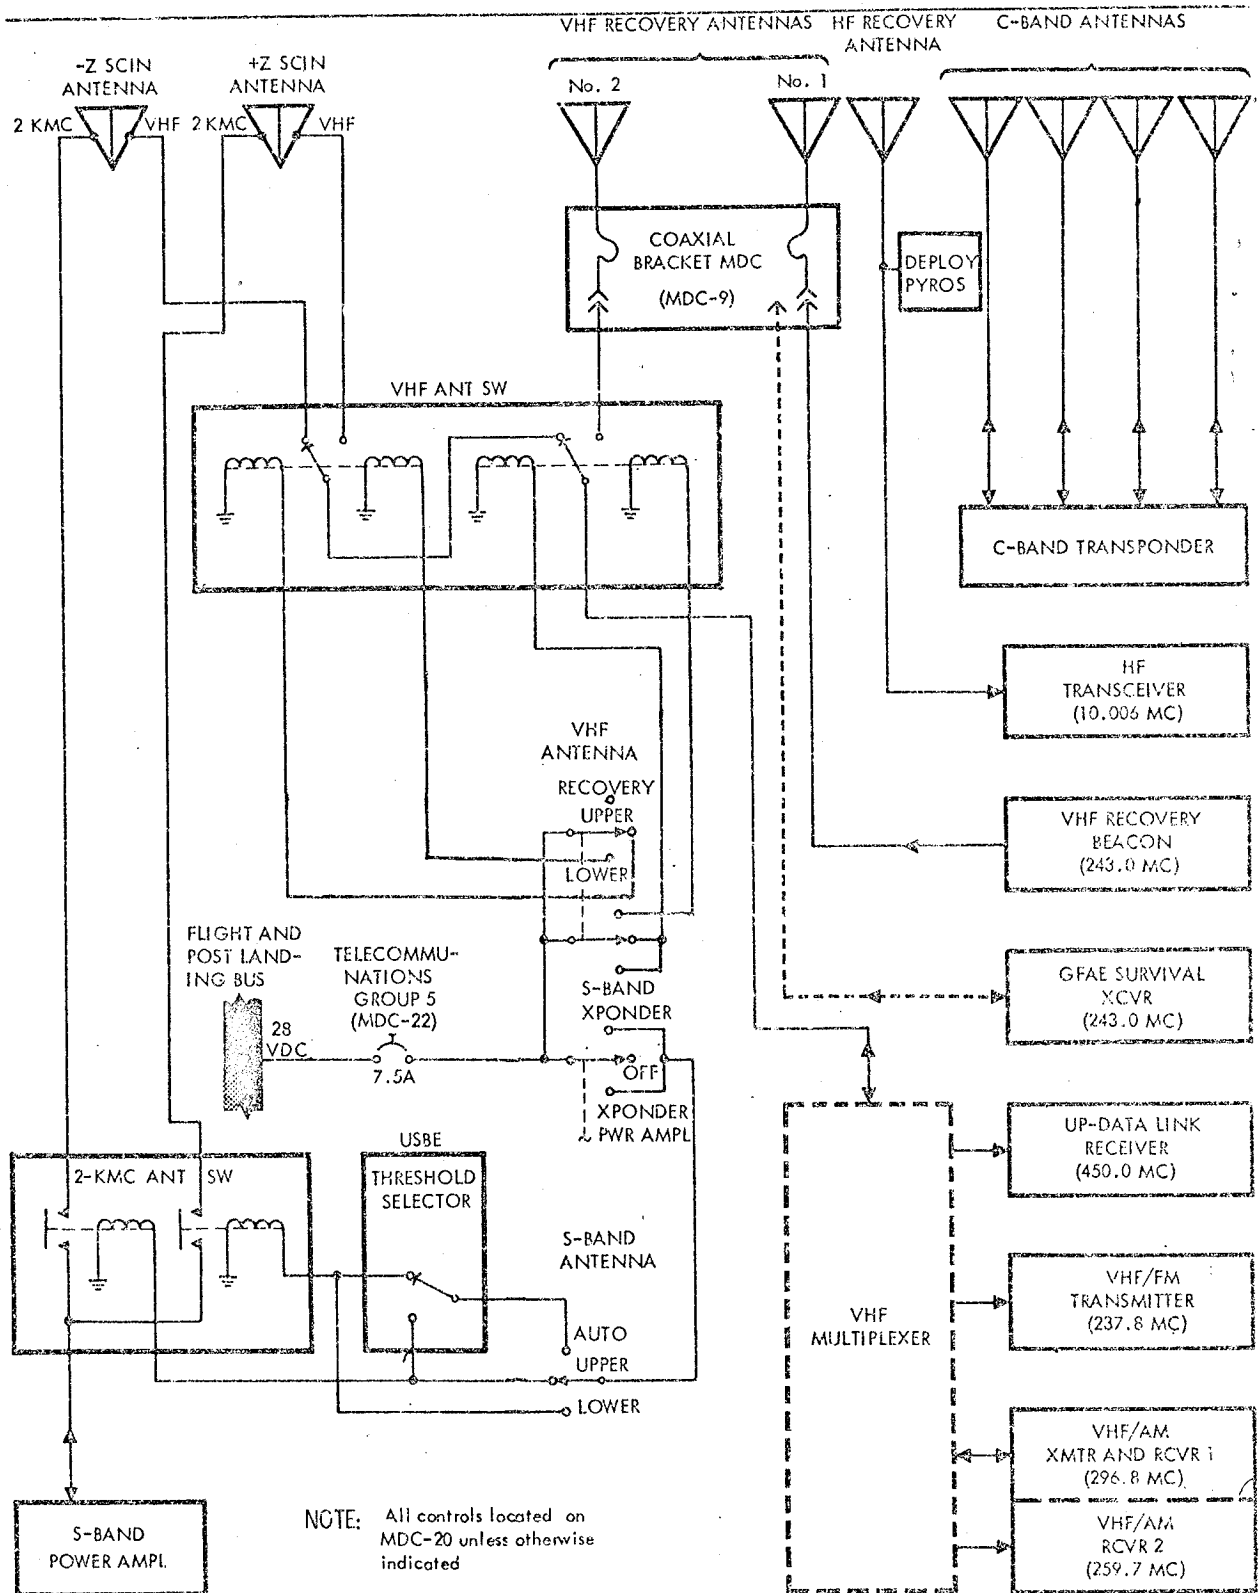 VHF RECOVERY ANTENNAS
HF RECOVERY
ANTENNA
C-BAND ANTENNAS
-Z SCIN
ANTENNA
+Z SCIN
ANTENNA
No. 2
No. 1
2 KMC
VHF
2 KMC
VHF
COAXIAL
BRACKET MDC
(MDC-9)
DEPLOY
PYROS
VHF ANT SW
C-BAND TRANSPONDER
HF
TRANSCEIVER
(10.006 MC)
VHF
ANTENNA
RECOVERY
UPPER
LOWER
VHF RECOVERY
BEACON
(243.0 MC)
FLIGHT AND
POST LAND-
ING BUS
TELECOMMU-
NATIONS
GROUP 5
(MDC-22)
28
VDC
7.5A
S-BAND
XPONDER
OFF
XPONDER
PWR AMPL
GFAE SURVIVAL
XCVR
(243.0 MC)
UP-DATA LINK
RECEIVER
(450.0 MC)
2-KMC ANT SW
USBE
THRESHOLD
SELECTOR
S-BAND
ANTENNA
AUTO
UPPER
LOWER
VHF
MULTIPLEXER
VHF/FM
TRANSMITTER
(237.8 MC)
VHF/AM
XMTR AND RCVR 1
(296.8 MC)
VHF/AM
RCVR 2
(259.7 MC)
S-BAND
POWER AMPL
NOTE: All controls located on
MDC-20 unless otherwise
indicated